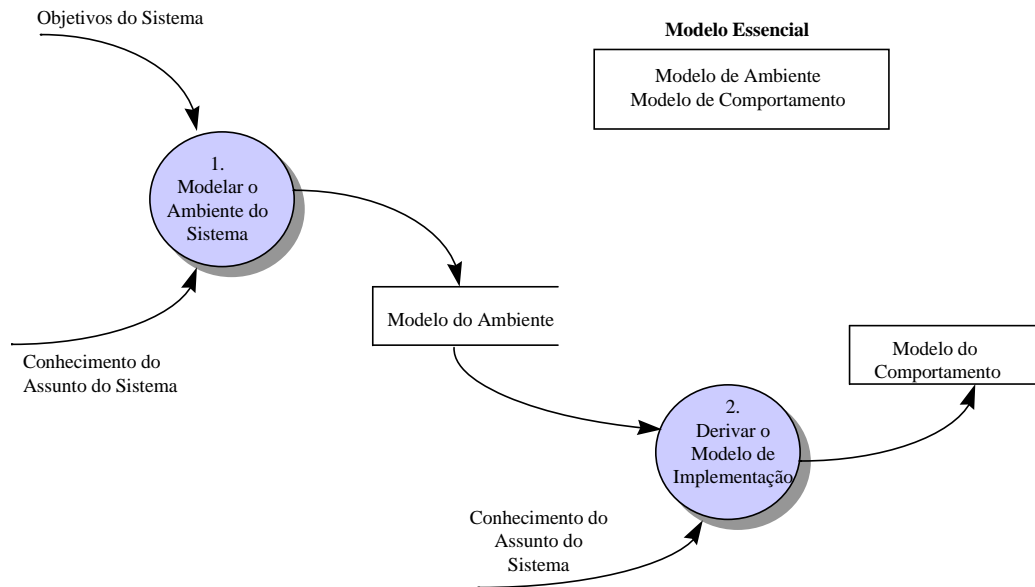 Objetivos do Sistema
Modelo Essencial
Modelo de Ambiente
Modelo de Comportamento
1.
Modelar o
Ambiente do
Sistema
Modelo do Ambiente
Conhecimento do
Assunto do Sistema
Modelo do
Comportamento
2.
Derivar o
Modelo de
Implementação
Conhecimento do
Assunto do
Sistema